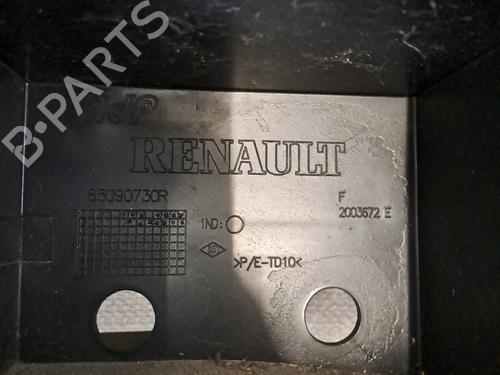 B-PARTS
RENAULT
85090730R
F
2003672 E
IND:
>P/E-TD10<